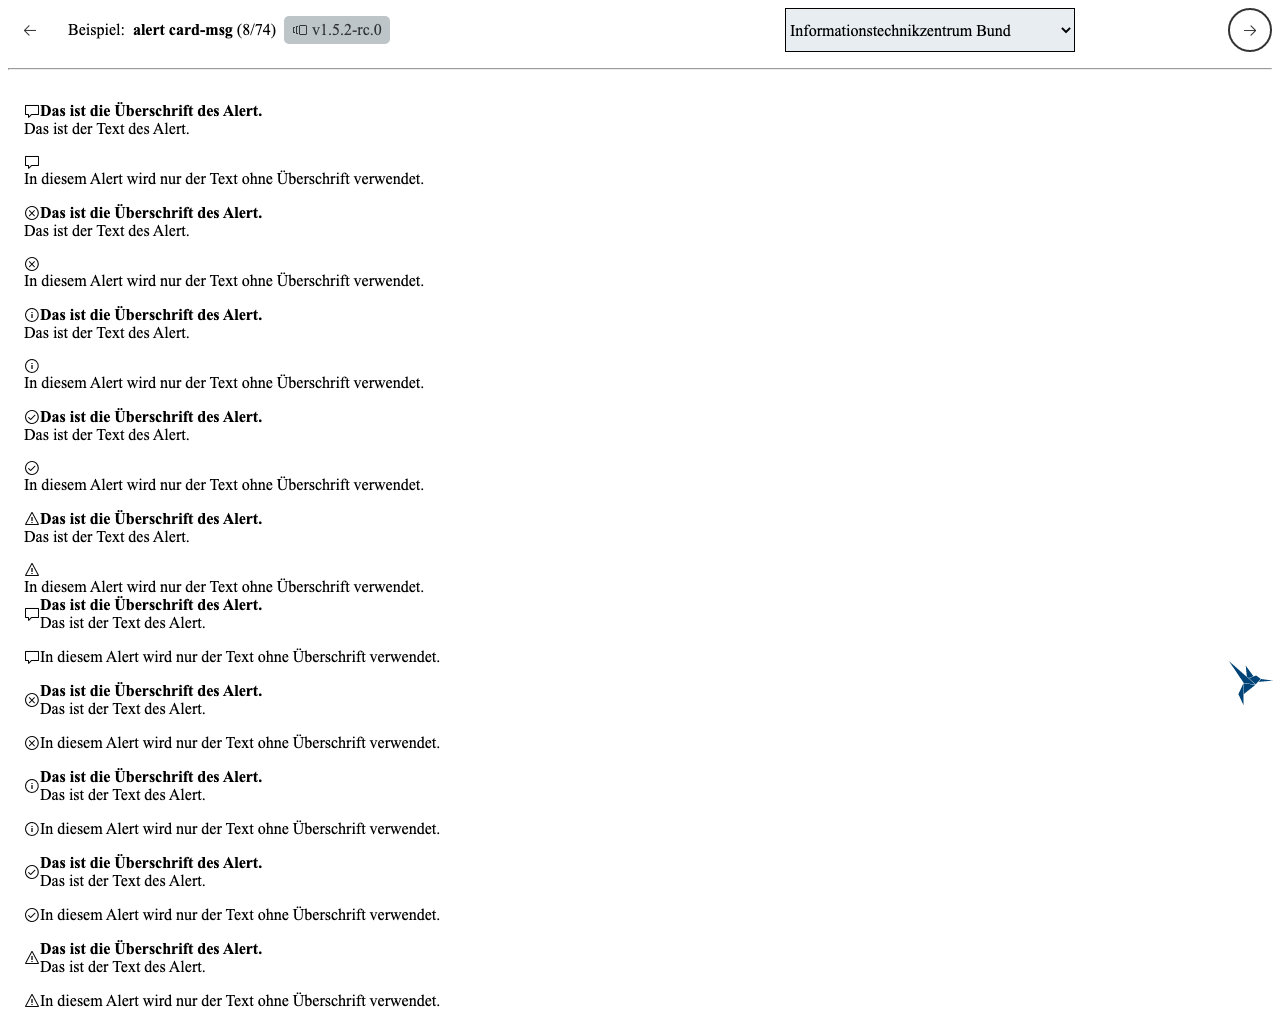 Beispiel: alert card-msg (8/74) v1.5.2-rc.0 Informationstechnikzentrum Bund
Das ist die Überschrift des Alert.
Das ist der Text des Alert.
In diesem Alert wird nur der Text ohne Überschrift verwendet.
Das ist die Überschrift des Alert.
Das ist der Text des Alert.
In diesem Alert wird nur der Text ohne Überschrift verwendet.
Das ist die Überschrift des Alert.
Das ist der Text des Alert.
In diesem Alert wird nur der Text ohne Überschrift verwendet.
Das ist die Überschrift des Alert.
Das ist der Text des Alert.
In diesem Alert wird nur der Text ohne Überschrift verwendet.
Das ist die Überschrift des Alert.
Das ist der Text des Alert.
In diesem Alert wird nur der Text ohne Überschrift verwendet.
Das ist die Überschrift des Alert.
Das ist der Text des Alert.
In diesem Alert wird nur der Text ohne Überschrift verwendet.
Das ist die Überschrift des Alert.
Das ist der Text des Alert.
In diesem Alert wird nur der Text ohne Überschrift verwendet.
Das ist die Überschrift des Alert.
Das ist der Text des Alert.
In diesem Alert wird nur der Text ohne Überschrift verwendet.
Das ist die Überschrift des Alert.
Das ist der Text des Alert.
In diesem Alert wird nur der Text ohne Überschrift verwendet.
Das ist die Überschrift des Alert.
Das ist der Text des Alert.
In diesem Alert wird nur der Text ohne Überschrift verwendet.